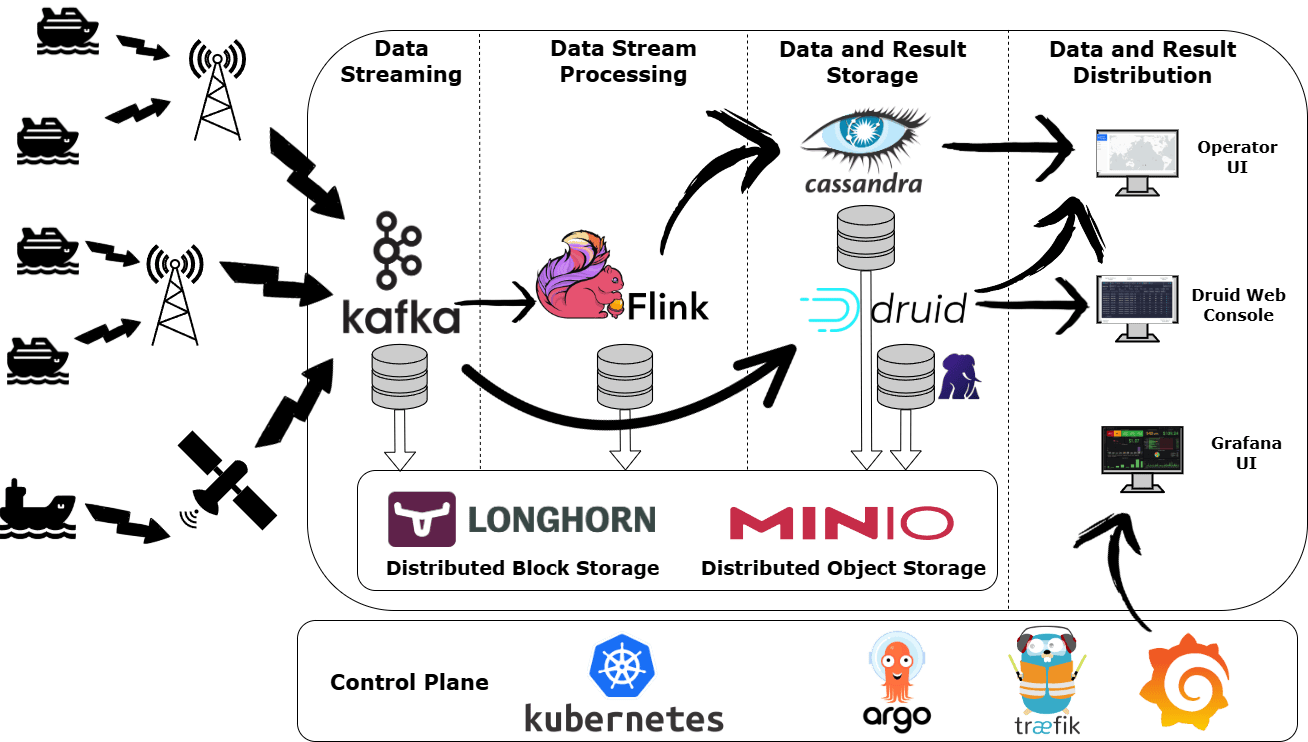 Data
Streaming
Data Stream
Processing
Data and Result
Storage
Data and Result
Distribution
cassandra
Operator
UI
kafka
Flink
druid
Druid Web
Console
Grafana
UI
LONGHORN
MINIO
Distributed Block Storage
Distributed Object Storage
Control Plane
kubernetes
argo
træfik